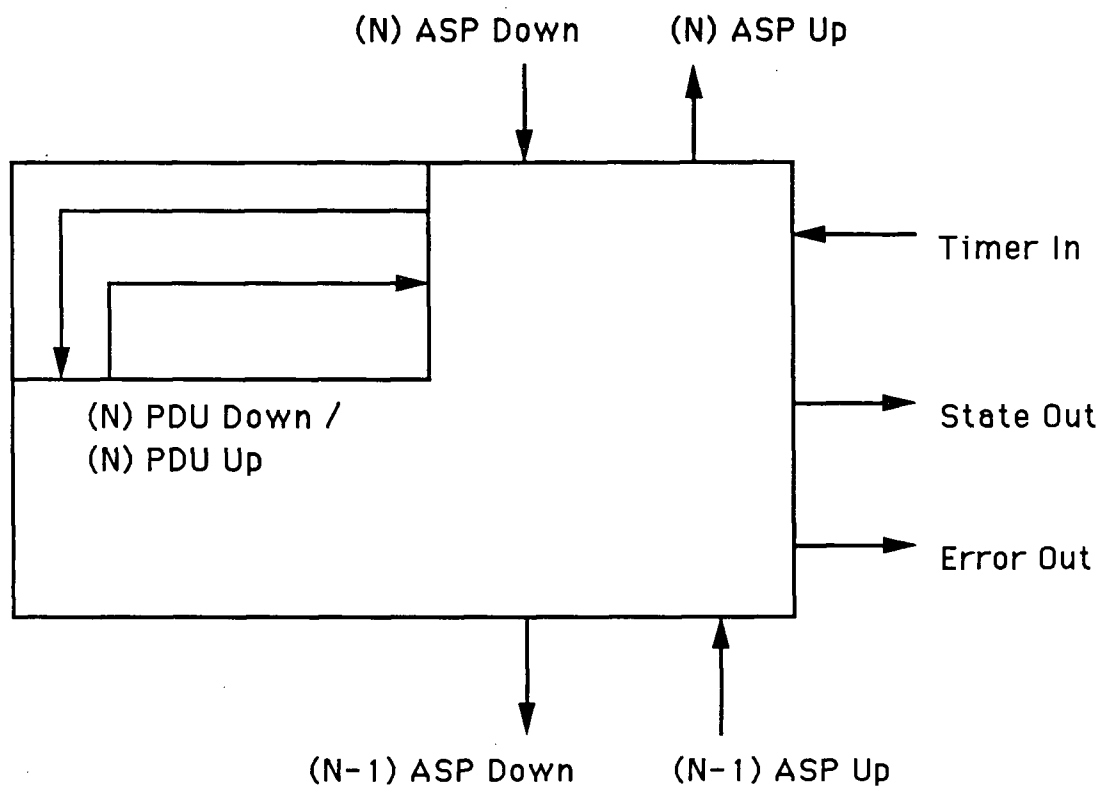 (N) ASP Down (N) ASP Up
Timer In
(N) PDU Down /
(N) PDU Up
State Out
Error Out
(N-1) ASP Down (N-1) ASP Up